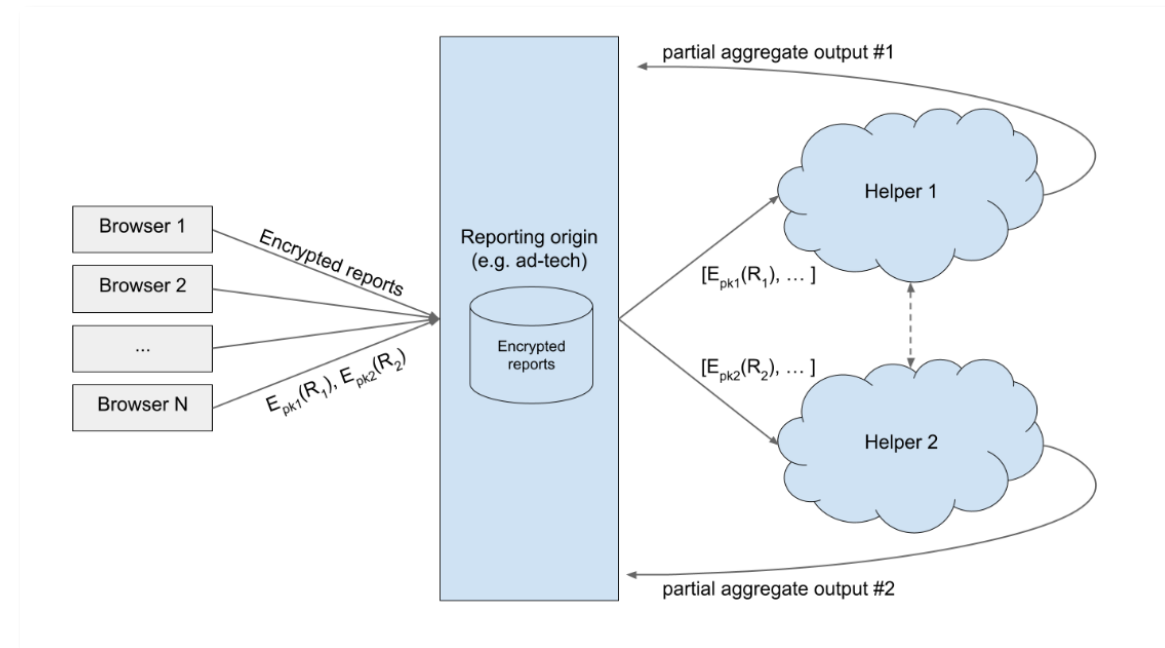 partial aggregate output #1
Helper 1
Browser 1
Encrypted reports
Reporting origin
(e.g. ad-tech)
Browser 2
[E_pk1(R_1), … ]
...
Encrypted
reports
E_pk1(R_1), E_pk2(R_2)
[E_pk2(R_2), … ]
Browser N
Helper 2
partial aggregate output #2